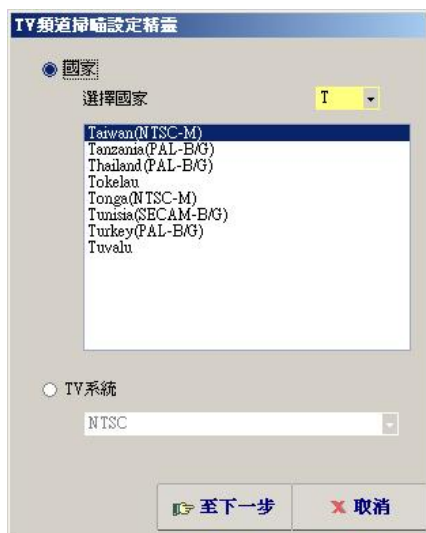 TV頻道掃瞄設定精靈
國家
選擇國家 T
Taiwan(NTSC-M)
Tanzania(PAL-B/G)
Thailand(PAL-B/G)
Tokelau
Tonga(NTSC-M)
Tunisia(SECAM-B/G)
Turkey(PAL-B/G)
Tuvalu
TV系統
NTSC
至下一步 取消